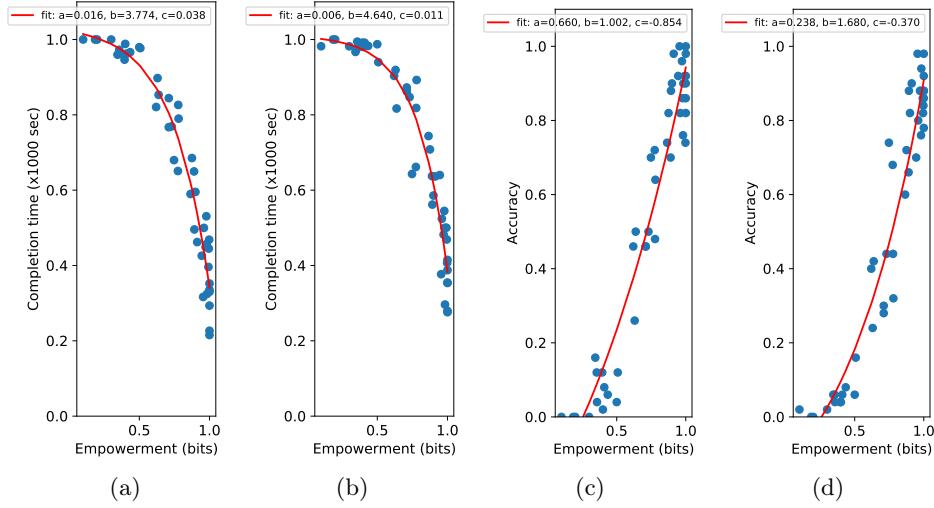 fit: a=0.016, b=3.774, c=0.038
1.0
0.8
0.6
0.4
0.2
0.0
Completion time (x1000 sec)
0.5
1.0
Empowerment (bits)
(a)
fit: a=0.006, b=4.640, c=0.011
1.0
0.8
0.6
0.4
0.2
0.0
Completion time (x1000 sec)
0.5
1.0
Empowerment (bits)
(b)
fit: a=0.660, b=1.002, c=-0.854
1.0
0.8
0.6
0.4
0.2
0.0
Accuracy
0.5
1.0
Empowerment (bits)
(c)
fit: a=0.238, b=1.680, c=-0.370
1.0
0.8
0.6
0.4
0.2
0.0
Accuracy
0.5
1.0
Empowerment (bits)
(d)